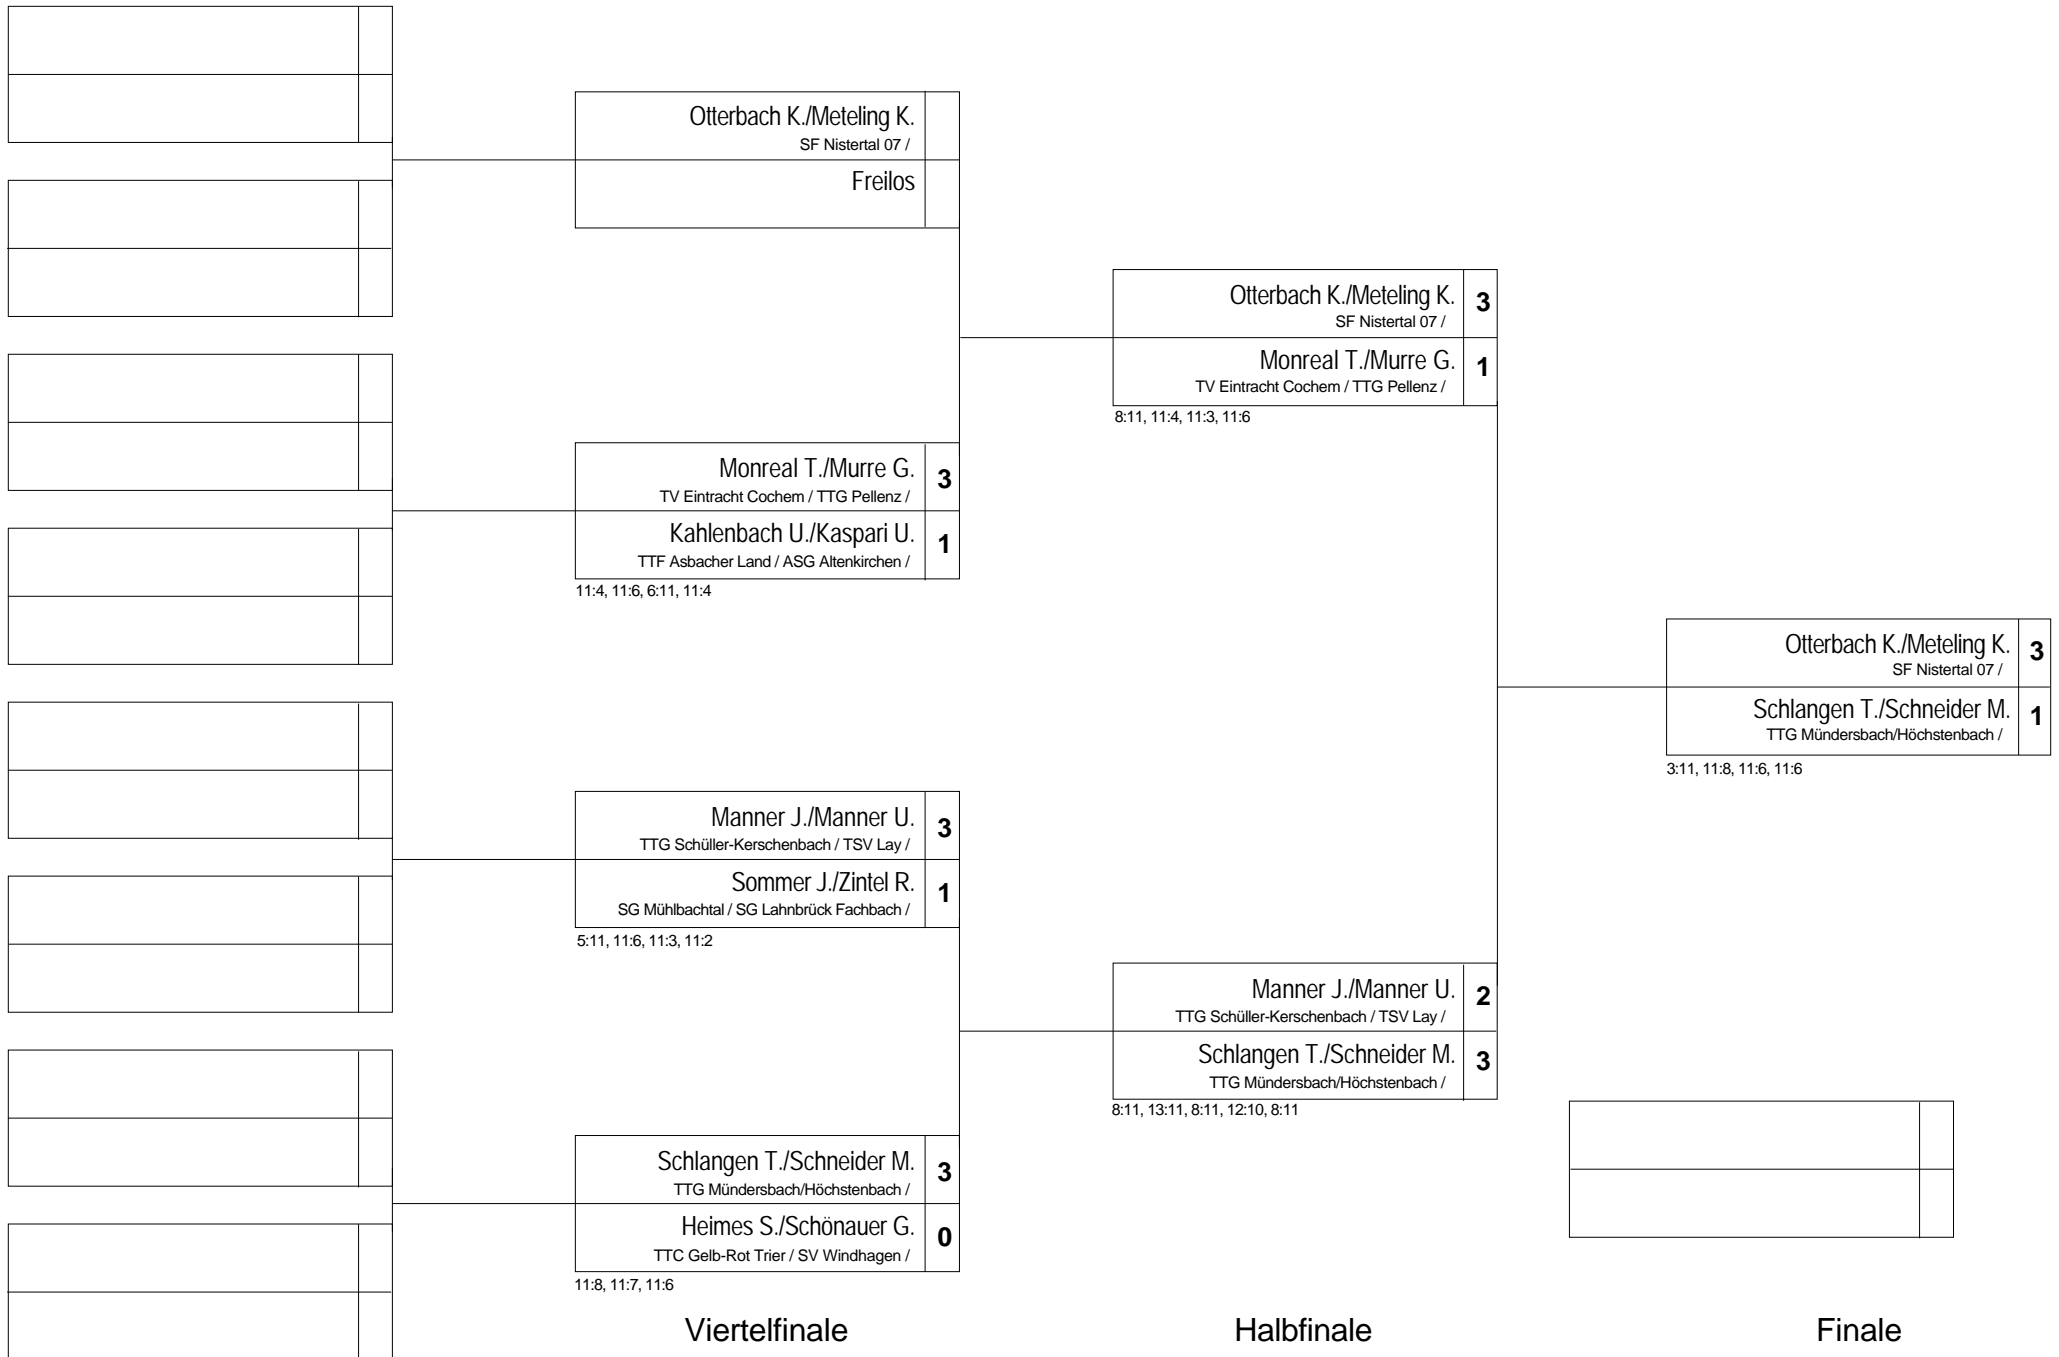 Otterbach K./Meteling K.
SF Nistertal 07 /
Freilos
Monreal T./Murre G. 3
TV Eintracht Cochem / TTG Pellenz /
Kahlenbach U./Kaspari U. 1
TTF Asbacher Land / ASG Altenkirchen /
11:4, 11:6, 6:11, 11:4
Manner J./Manner U. 3
TTG Schüller-Kerschenbach / TSV Lay /
Sommer J./Zintel R. 1
SG Mühlbachtal / SG Lahnbrück Fachbach /
5:11, 11:6, 11:3, 11:2
Schlangen T./Schneider M. 3
TTG Mündersbach/Höchstenbach /
Heimes S./Schönauer G. 0
TTC Gelb-Rot Trier / SV Windhagen /
11:8, 11:7, 11:6
Viertelfinale
Otterbach K./Meteling K. 3
SF Nistertal 07 /
Monreal T./Murre G. 1
TV Eintracht Cochem / TTG Pellenz /
8:11, 11:4, 11:3, 11:6
Manner J./Manner U. 2
TTG Schüller-Kerschenbach / TSV Lay /
Schlangen T./Schneider M. 3
TTG Mündersbach/Höchstenbach /
8:11, 13:11, 8:11, 12:10, 8:11
Halbfinale
Otterbach K./Meteling K. 3
SF Nistertal 07 /
Schlangen T./Schneider M. 1
TTG Mündersbach/Höchstenbach /
3:11, 11:8, 11:6, 11:6
Finale